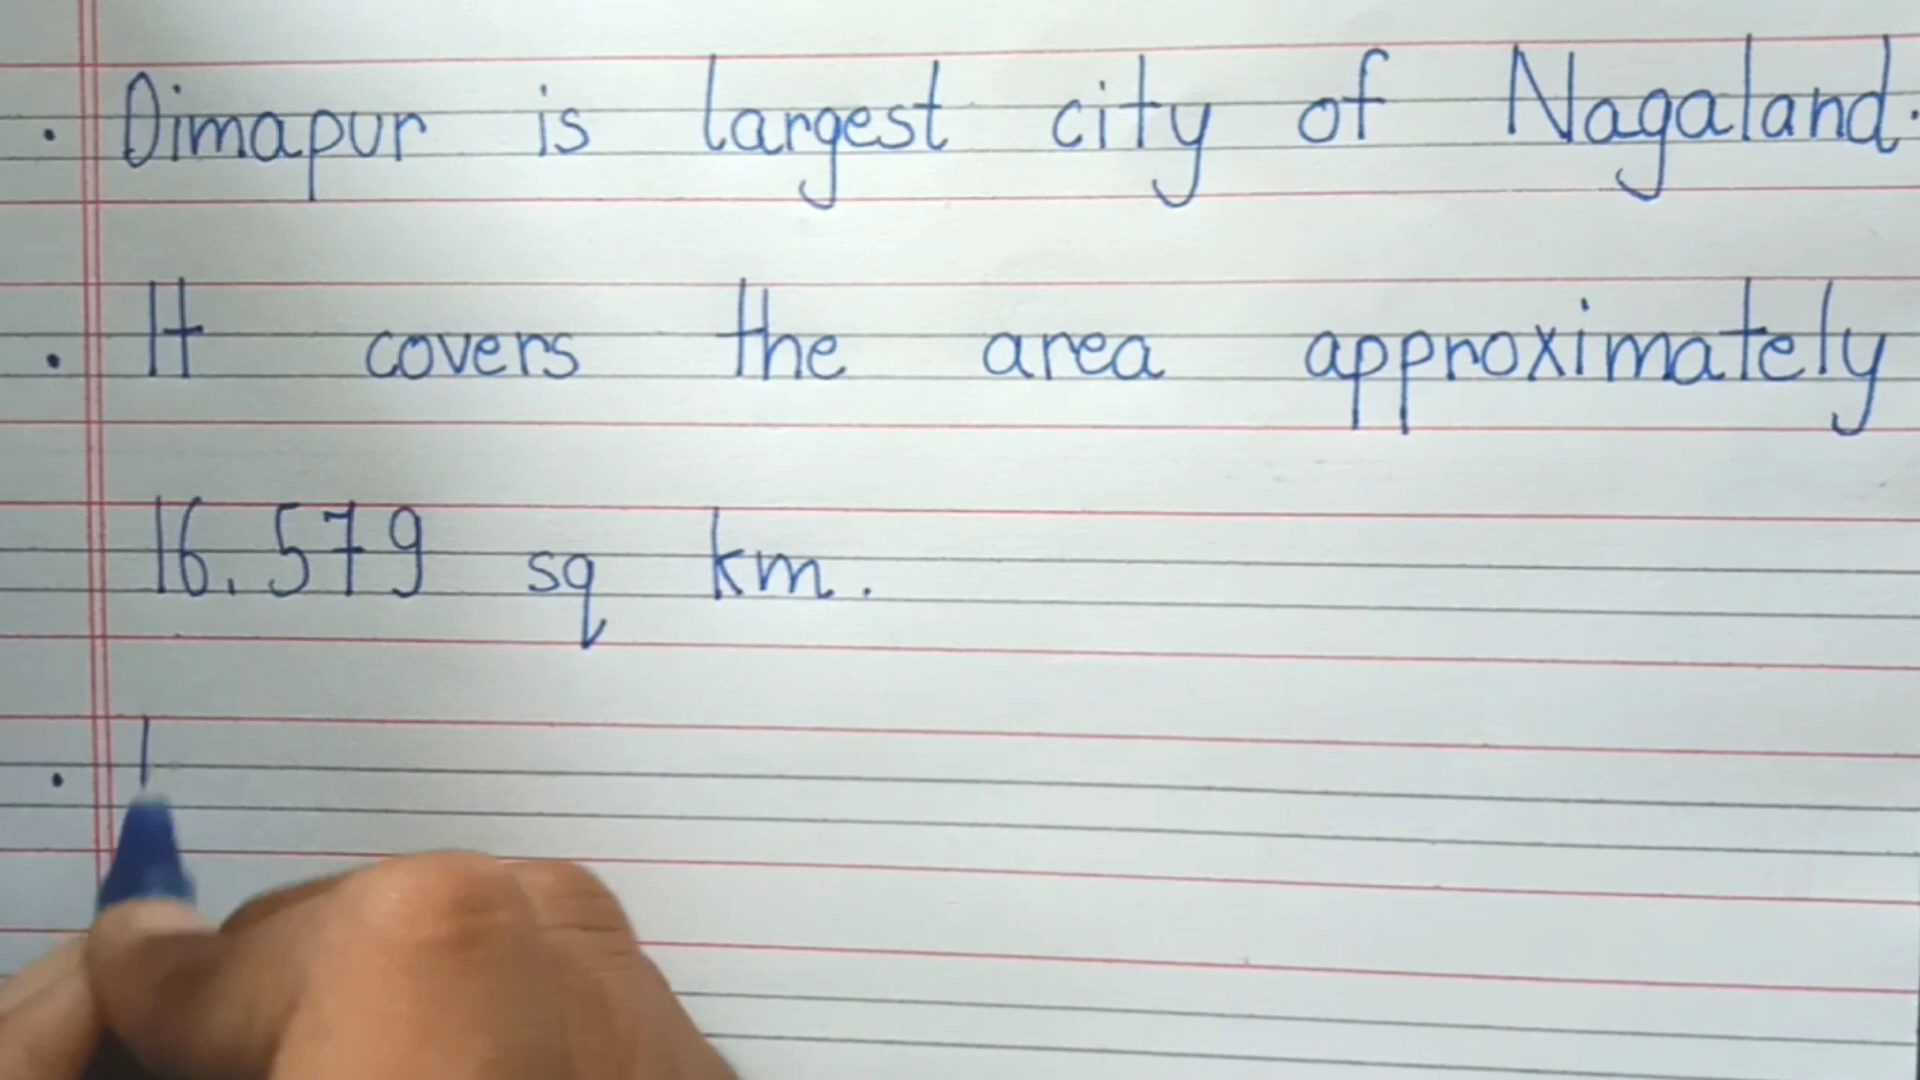 . Dimapur is largest city of Nagaland.
. It covers the area approximately
16.579 sq km.
.